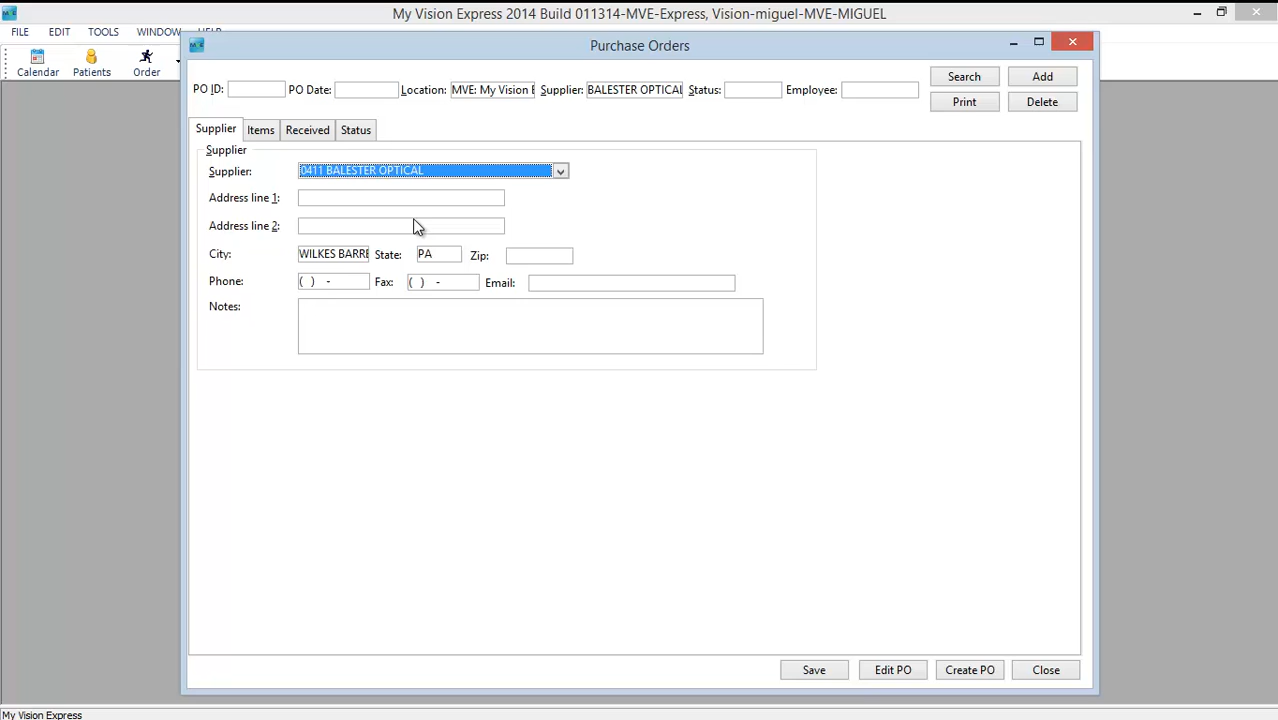 My Vision Express 2014 Build 011314-MVE-Express, Vision-miguel-MVE-MIGUEL
FILE EDIT TOOLS WINDOW HELP
Calendar Patients Order
Purchase Orders
PO ID: PO Date: Location: MVE: My Vision E Supplier: BALESTER OPTICAL Status: Employee:
Search Add
Print Delete
Supplier Items Received Status
Supplier
Supplier: 0411 BALESTER OPTICAL
Address line 1:
Address line 2:
City: WILKES BARRE State: PA Zip:
Phone: ( ) - Fax: ( ) - Email:
Notes:
Save Edit PO Create PO Close
My Vision Express